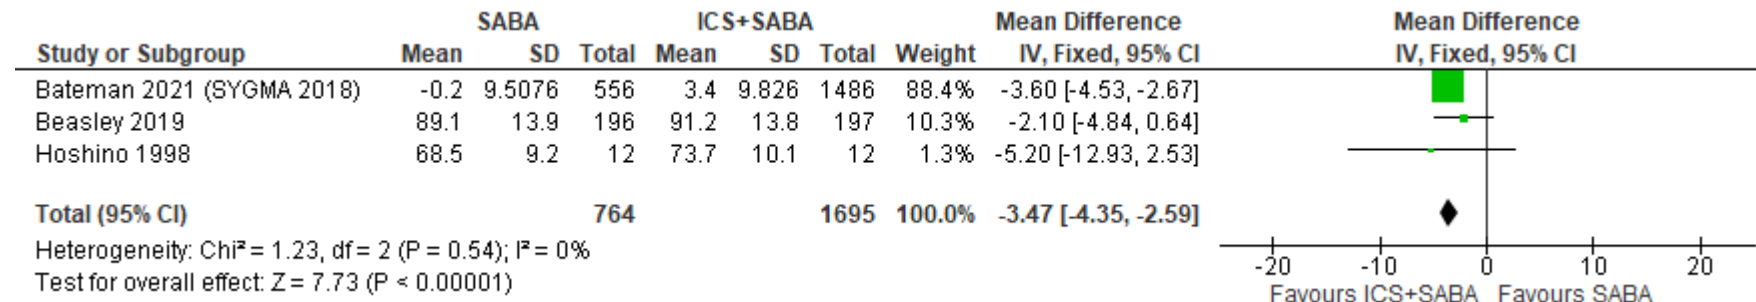 SABA ICS+SABA Mean Difference Mean Difference
Study or Subgroup Mean SD Total Mean SD Total Weight IV, Fixed, 95% CI IV, Fixed, 95% CI
Bateman 2021 (SYGMA 2018) -0.2 9.5076 556 3.4 9.826 1486 88.4% -3.60 [-4.53, -2.67]
Beasley 2019 89.1 13.9 196 91.2 13.8 197 10.3% -2.10 [-4.84, 0.64]
Hoshino 1998 68.5 9.2 12 73.7 10.1 12 1.3% -5.20 [-12.93, 2.53]
Total (95% CI) 764 1695 100.0% -3.47 [-4.35, -2.59]
Heterogeneity: Chi² = 1.23, df = 2 (P = 0.54); I² = 0%
Test for overall effect: Z = 7.73 (P < 0.00001)
-20 -10 0 10 20
Favours ICS+SABA Favours SABA